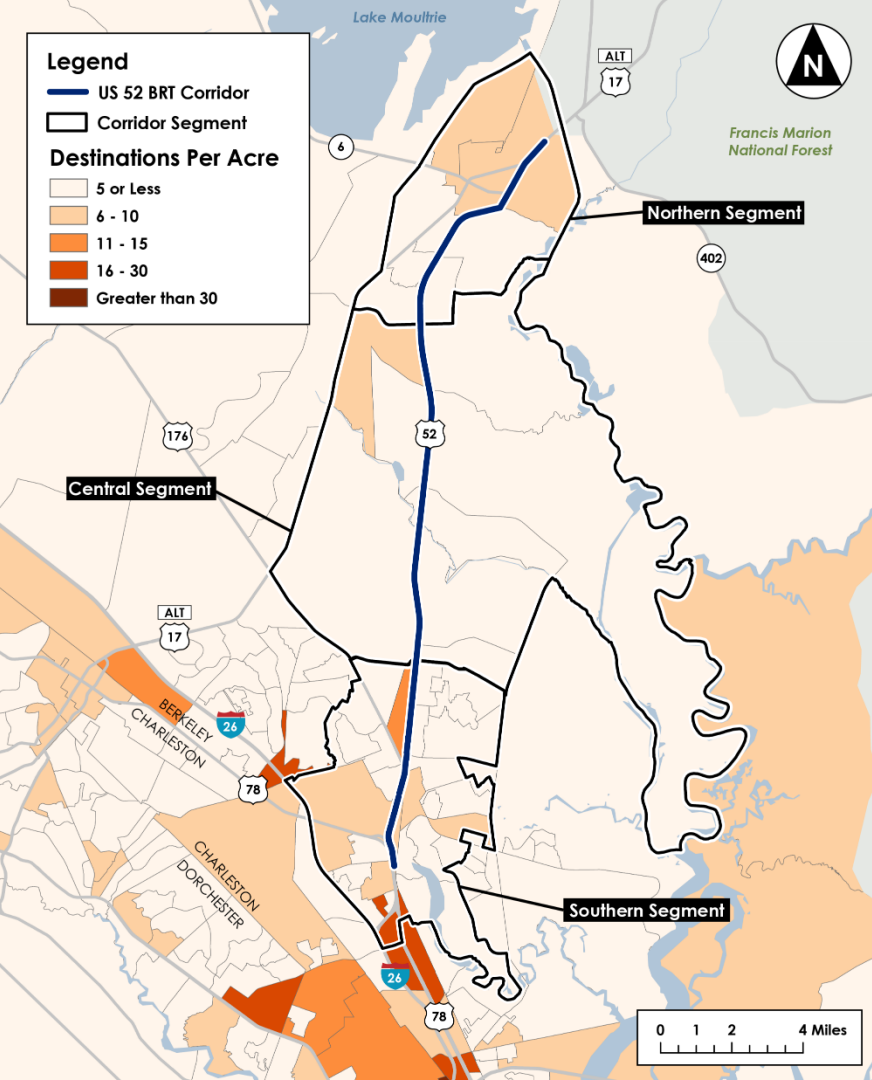 Lake Moultrie
Legend
US 52 BRT Corridor
Corridor Segment
Destinations Per Acre
5 or Less
6 - 10
11 - 15
16 - 30
Greater than 30
ALT
17
N
Francis Marion
National Forest
6
Northern Segment
402
176
52
Central Segment
ALT
17
BERKELEY
CHARLESTON
26
78
CHARLESTON
DORCHESTER
Southern Segment
26
78
0 1 2 4 Miles